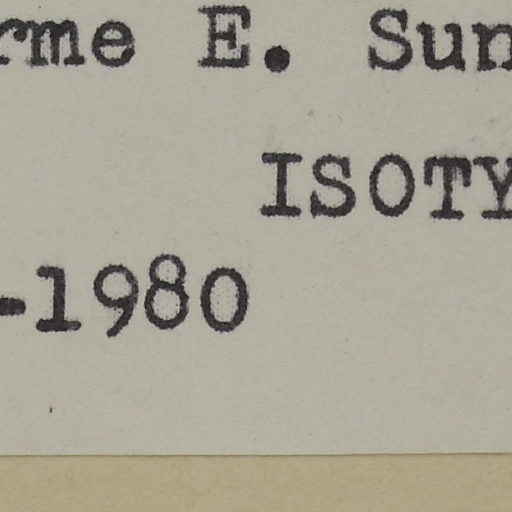 rme E. Sun
ISOTY
-1980